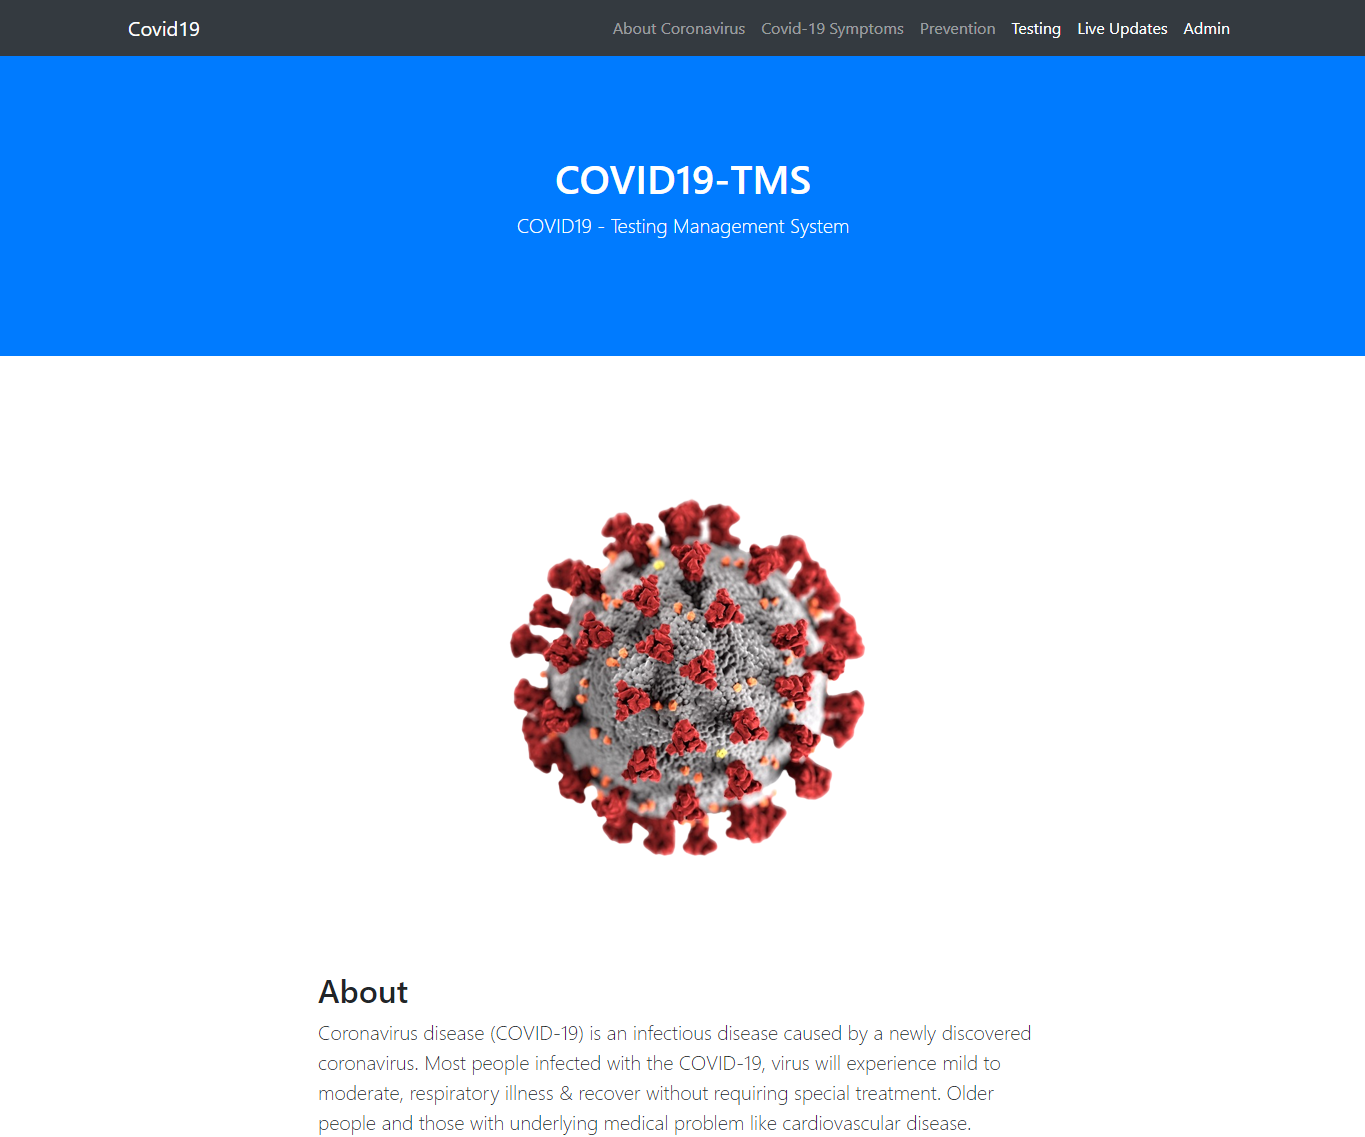 Covid19
About Coronavirus Covid-19 Symptoms Prevention Testing Live Updates Admin
COVID19-TMS
COVID19 - Testing Management System
About
Coronavirus disease (COVID-19) is an infectious disease caused by a newly discovered
coronavirus. Most people infected with the COVID-19, virus will experience mild to
moderate, respiratory illness & recover without requiring special treatment. Older
people and those with underlying medical problem like cardiovascular disease.